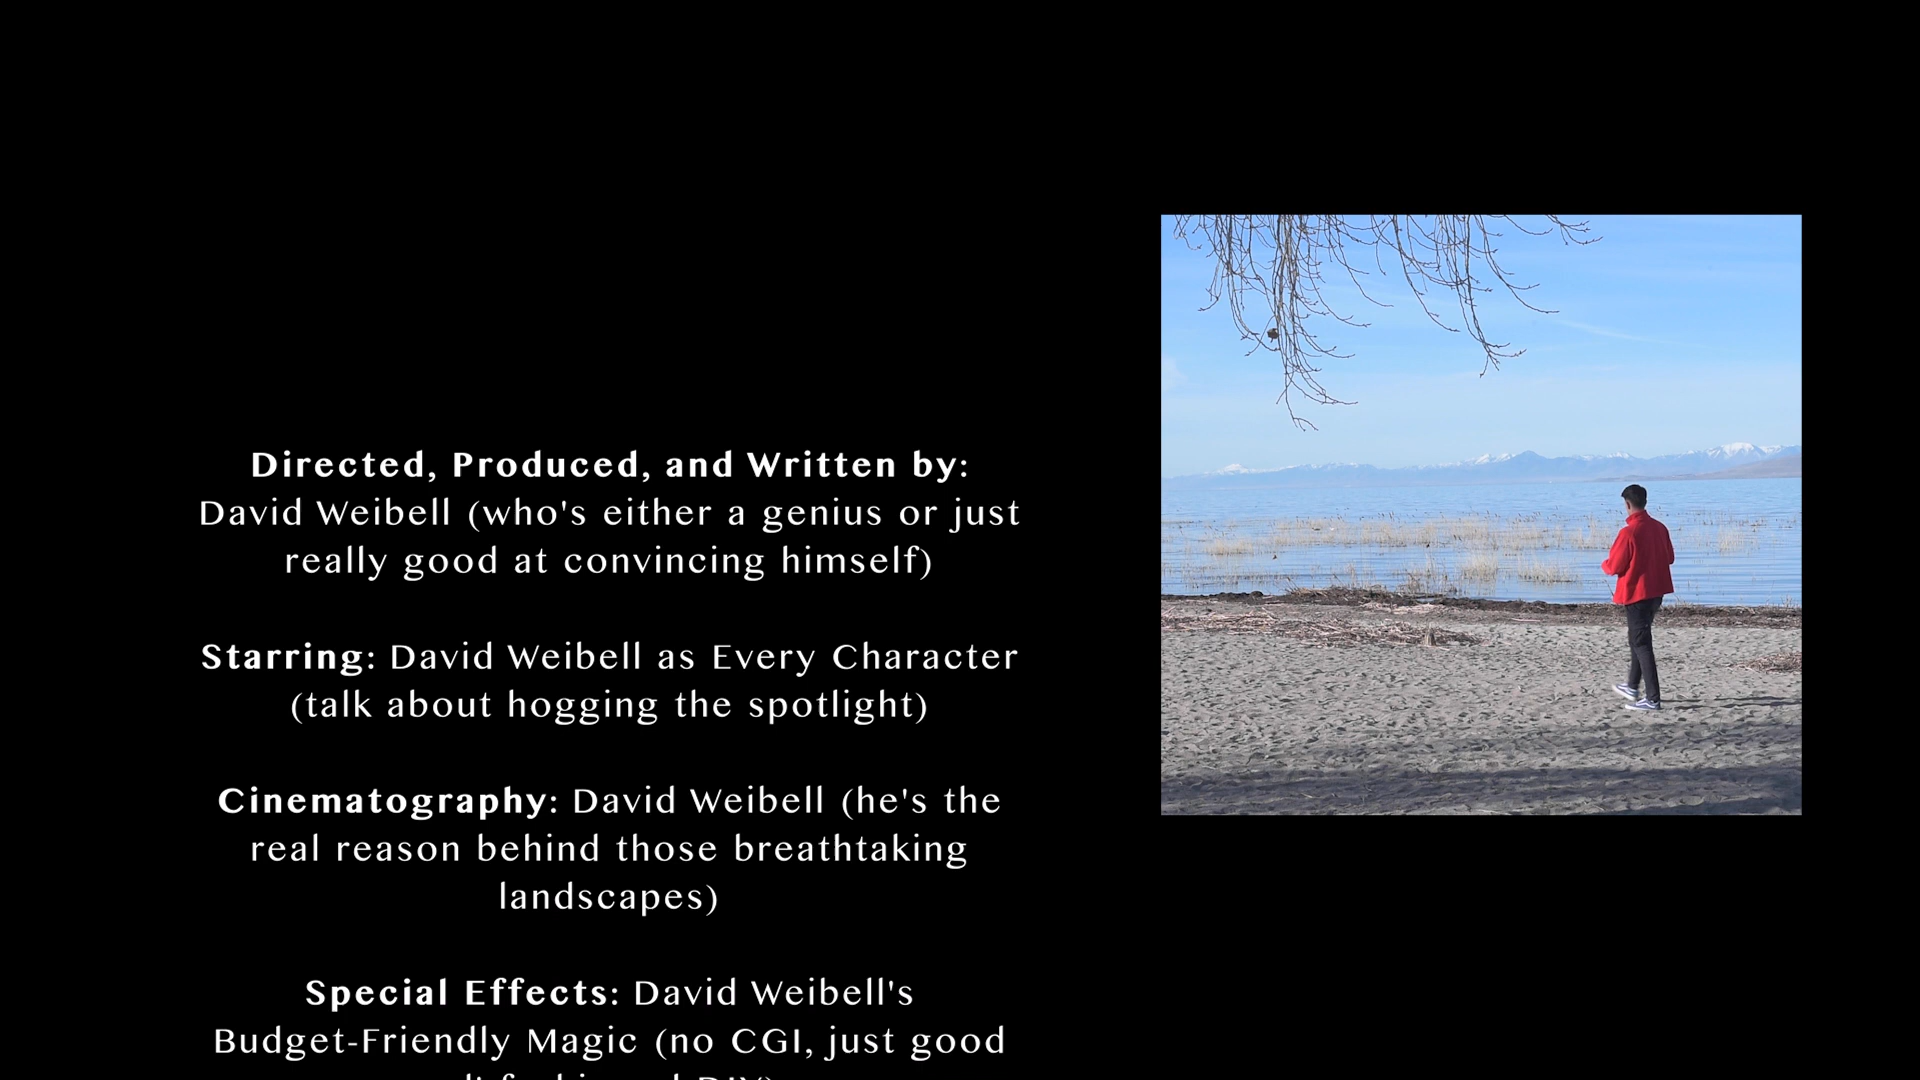 Directed, Produced, and Written by:
David Weibell (who's either a genius or just
really good at convincing himself)
Starring: David Weibell as Every Character
(talk about hogging the spotlight)
Cinematography: David Weibell (he's the
real reason behind those breathtaking
landscapes)
Special Effects: David Weibell's
Budget-Friendly Magic (no CGI, just good